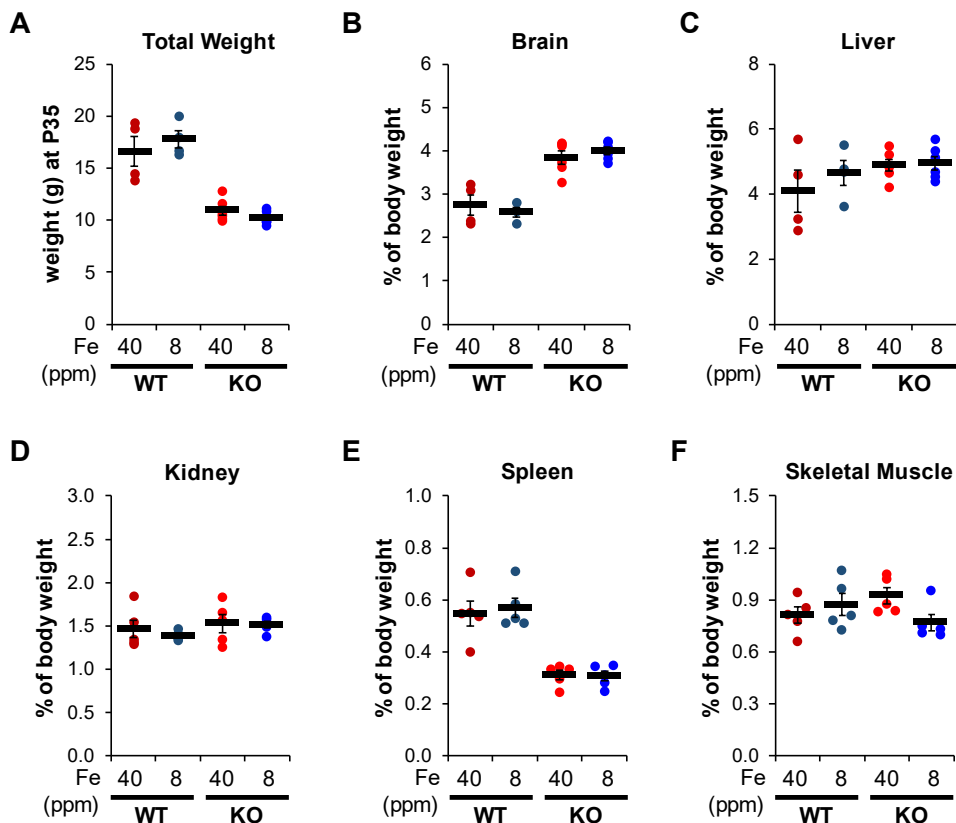 A
Total Weight
weight (g) at P35
25
20
15
10
5
0
Fe 40 8 40 8
(ppm) WT KO
B
Brain
% of body weight
6
5
4
3
2
1
0
Fe 40 8 40 8
(ppm) WT KO
C
Liver
% of body weight
8
6
4
2
0
Fe 40 8 40 8
(ppm) WT KO
D
Kidney
% of body weight
3.0
2.5
2.0
1.5
1.0
0.5
0.0
Fe 40 8 40 8
(ppm) WT KO
E
Spleen
% of body weight
1.0
0.8
0.6
0.4
0.2
0.0
Fe 40 8 40 8
(ppm) WT KO
F
Skeletal Muscle
% of body weight
1.5
1.2
0.9
0.6
0.3
0.0
Fe 40 8 40 8
(ppm) WT KO